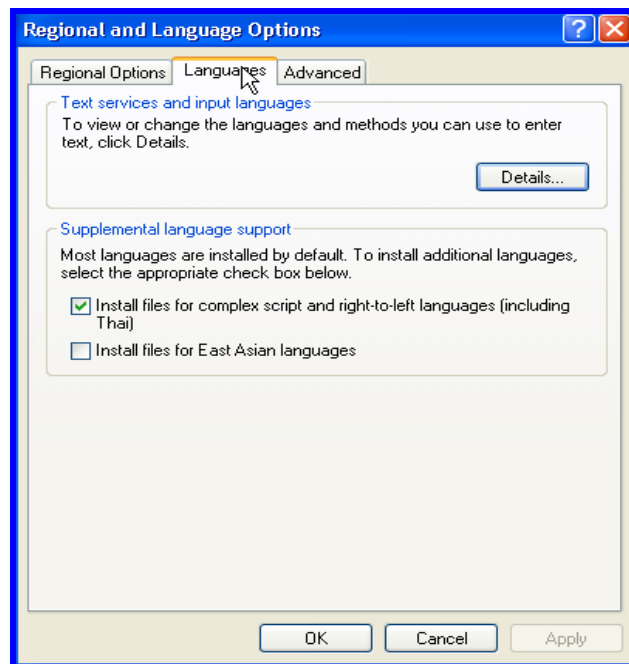 Regional and Language Options
Regional Options Languages Advanced
Text services and input languages
To view or change the languages and methods you can use to enter
text, click Details.
Details...
Supplemental language support
Most languages are installed by default. To install additional languages,
select the appropriate check box below.
Install files for complex script and right-to-left languages (including
Thai)
Install files for East Asian languages
OK Cancel Apply